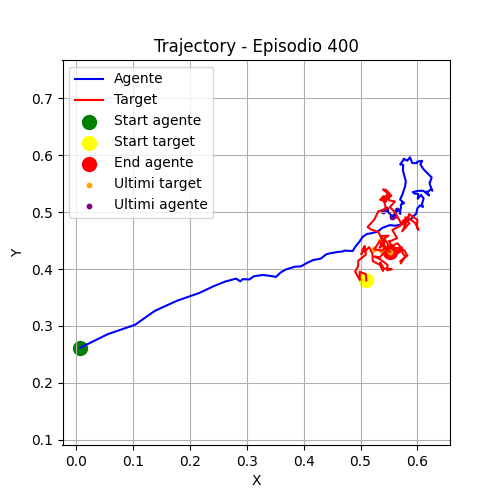 Trajectory - Episodio 400
Agente
Target
Start agente
Start target
End agente
Ultimi target
Ultimi agente
0.7
0.6
0.5
0.4
0.3
0.2
0.1
Y
0.0 0.1 0.2 0.3 0.4 0.5 0.6
X